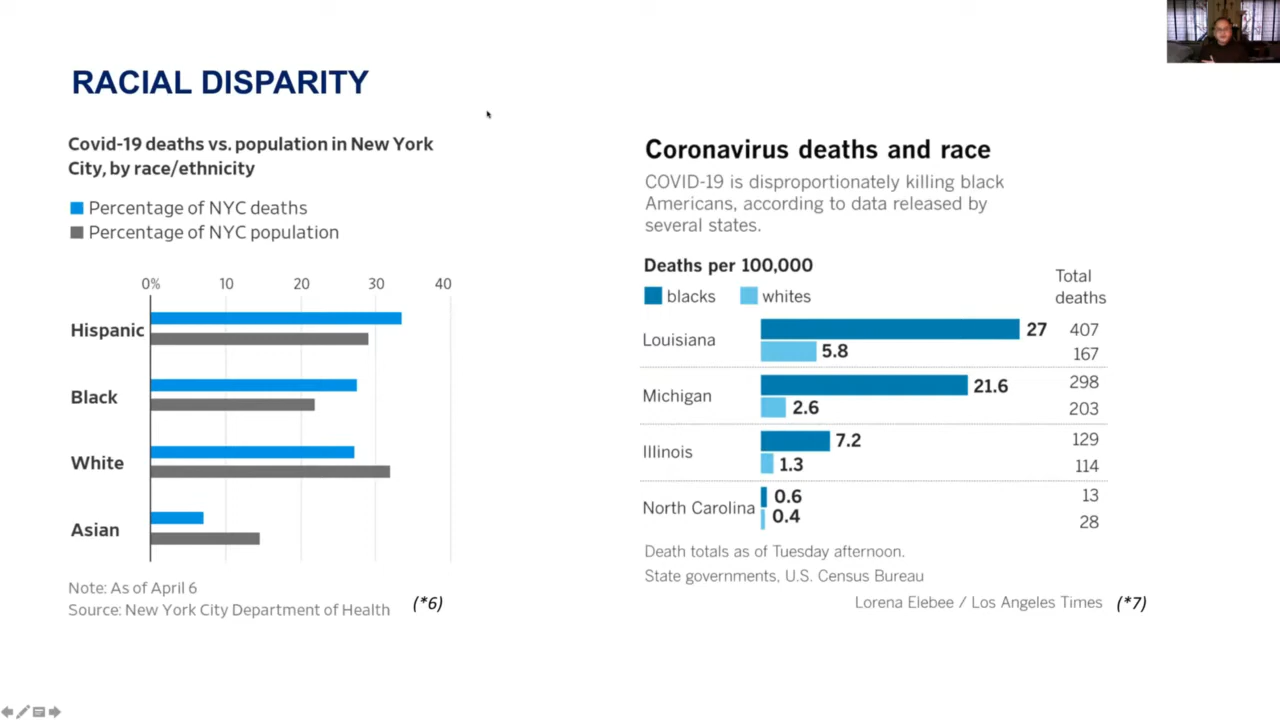 RACIAL DISPARITY
Covid-19 deaths vs. population in New York
City, by race/ethnicity
Percentage of NYC deaths
Percentage of NYC population
0% 10 20 30 40
Hispanic
Black
White
Asian
Note: As of April 6
Source: New York City Department of Health (*6)
Coronavirus deaths and race
COVID-19 is disproportionately killing black
Americans, according to data released by
several states.
Deaths per 100,000
blacks whites
Total
deaths
Louisiana
27 407
5.8 167
Michigan
21.6 298
2.6 203
Illinois
7.2 129
1.3 114
North Carolina
0.6 13
0.4 28
Death totals as of Tuesday afternoon.
State governments, U.S. Census Bureau
Lorena Elebee / Los Angeles Times (*7)